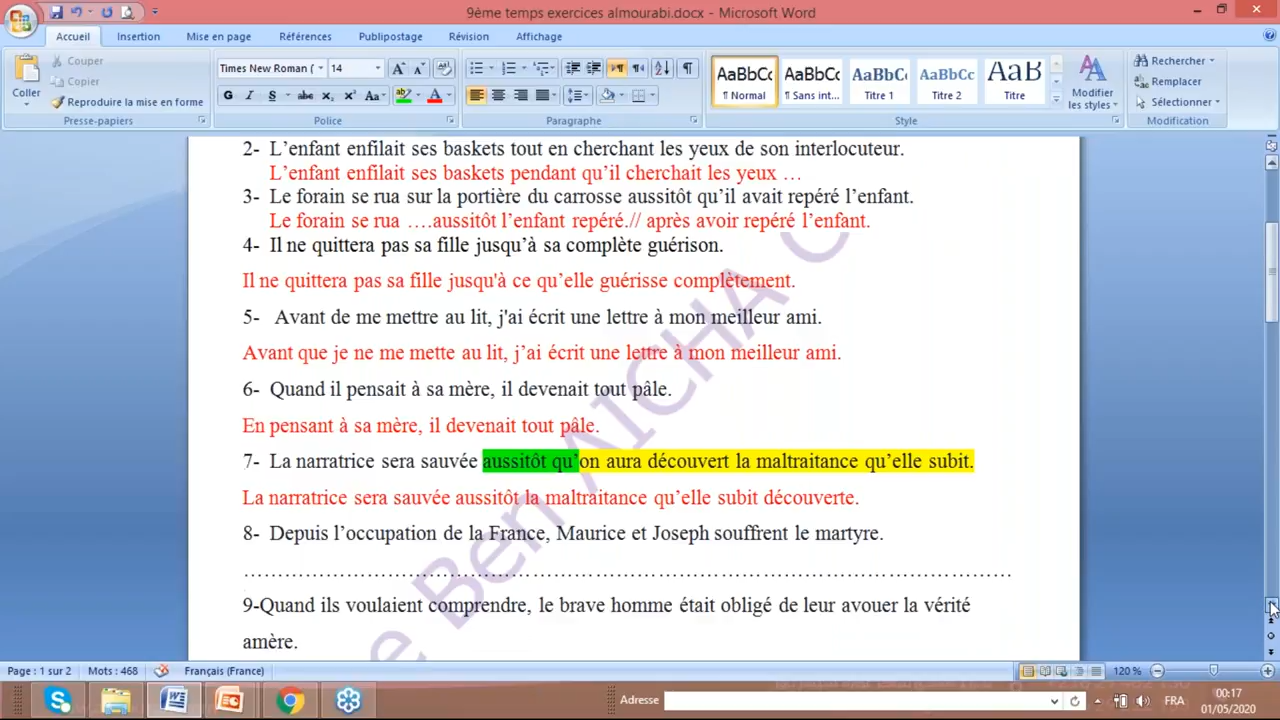 9ème temps exercices almourabi.docx - Microsoft Word
Accueil Insertion Mise en page Références Publipostage Révision Affichage
Coller
Couper
Copier
Reproduire la mise en forme
Presse-papiers
Times New Roman ( 14
G I S abc X₂ X² Aa
Police
Paragraphe
AaBbCc AaBbCc AaBbC AaBbCc AaB
¶ Normal ¶ Sans int... Titre 1 Titre 2 Titre
Modifier les styles
Style
Rechercher
Remplacer
Sélectionner
Modification
2- L’enfant enfilait ses baskets tout en cherchant les yeux de son interlocuteur.
L’enfant enfilait ses baskets pendant qu’il cherchait les yeux …
3- Le forain se rua sur la portière du carrosse aussitôt qu’il avait repéré l’enfant.
Le forain se rua ….aussitôt l’enfant repéré.// après avoir repéré l’enfant.
4- Il ne quittera pas sa fille jusqu’à sa complète guérison.
Il ne quittera pas sa fille jusqu'à ce qu’elle guérisse complètement.
5- Avant de me mettre au lit, j'ai écrit une lettre à mon meilleur ami.
Avant que je ne me mette au lit, j’ai écrit une lettre à mon meilleur ami.
6- Quand il pensait à sa mère, il devenait tout pâle.
En pensant à sa mère, il devenait tout pâle.
7- La narratrice sera sauvée aussitôt qu’on aura découvert la maltraitance qu’elle subit.
La narratrice sera sauvée aussitôt la maltraitance qu’elle subit découverte.
8- Depuis l’occupation de la France, Maurice et Joseph souffrent le martyre.
……………………………………………………………………………………
9-Quand ils voulaient comprendre, le brave homme était obligé de leur avouer la vérité
amère.
e Ben AICHA C
Page : 1 sur 2 Mots : 468 Français (France) 120 %
Adresse FRA 00:17
01/05/2020